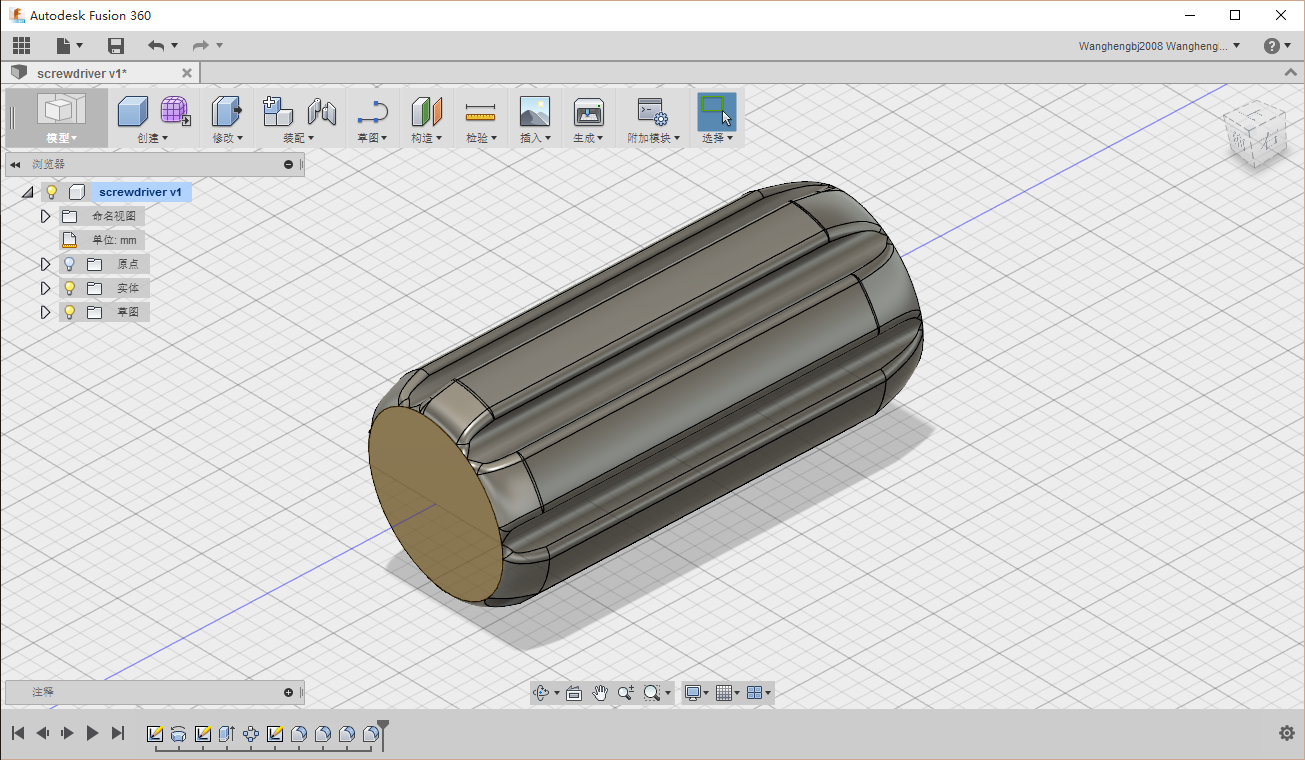 Autodesk Fusion 360
Wanghengbj2008 Wanghengl...
screwdriver v1*
模型 创建 修改 装配 草图 构造 检验 插入 生成 附加模块 选择
浏览器
screwdriver v1
命名视图
单位: mm
原点
实体
草图
注释